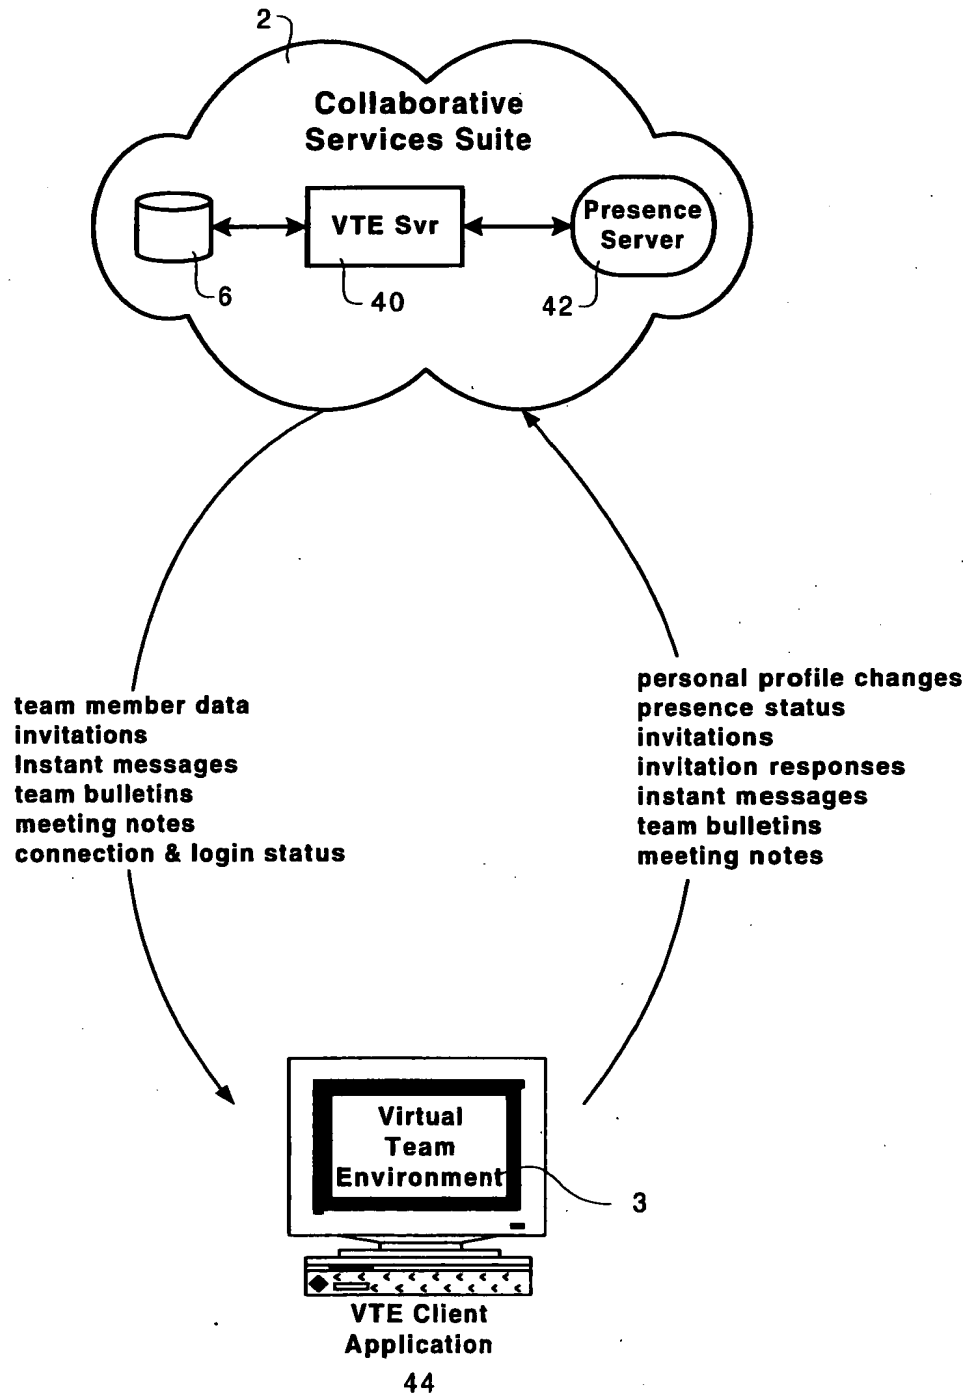 2
Collaborative
Services Suite
VTE Svr
Presence
Server
6
40
42
team member data
invitations
Instant messages
team bulletins
meeting notes
connection & login status
personal profile changes
presence status
invitations
invitation responses
instant messages
team bulletins
meeting notes
Virtual
Team
Environment
3
VTE Client
Application
44